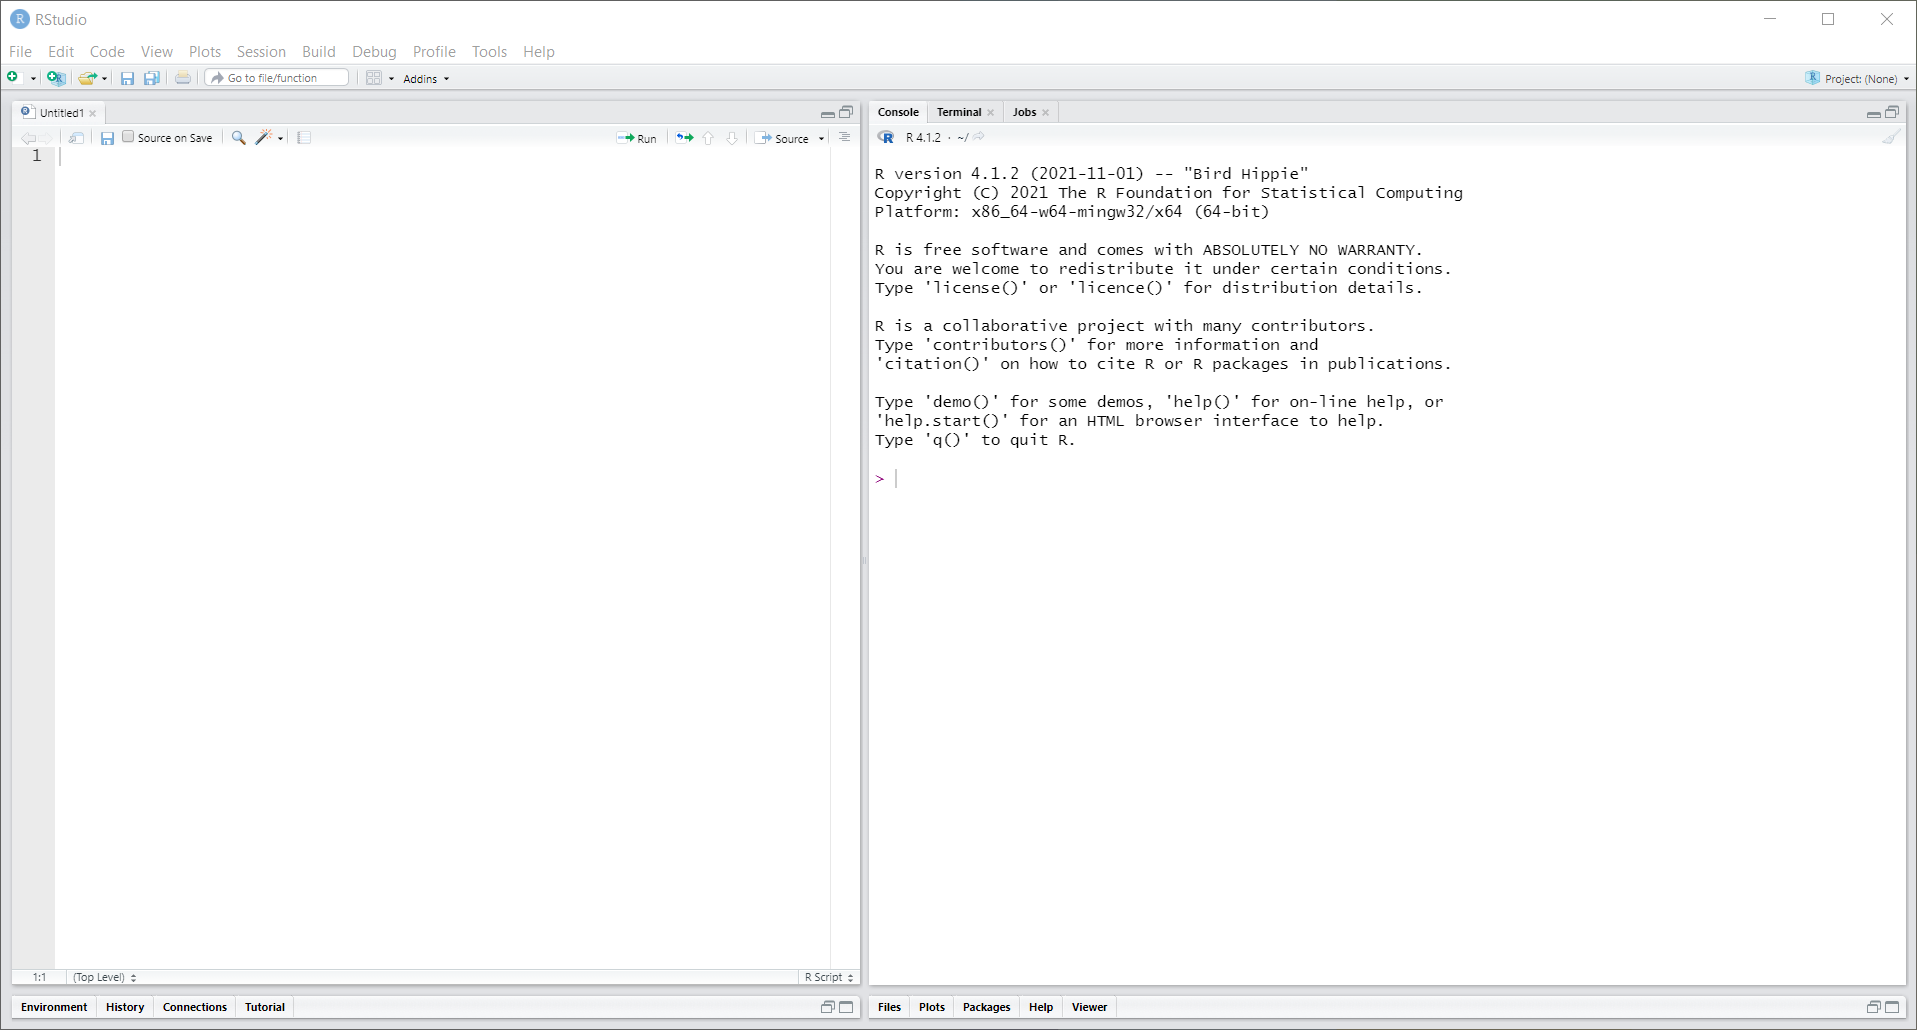 RStudio
File Edit Code View Plots Session Build Debug Profile Tools Help
Go to file/function Addins Project: (None)
Untitled1
Source on Save Run Source
1
1:1 (Top Level) R Script
Environment History Connections Tutorial
Console Terminal Jobs
R 4.1.2 · ~/
R version 4.1.2 (2021-11-01) -- "Bird Hippie"
Copyright (C) 2021 The R Foundation for Statistical Computing
Platform: x86_64-w64-mingw32/x64 (64-bit)
R is free software and comes with ABSOLUTELY NO WARRANTY.
You are welcome to redistribute it under certain conditions.
Type 'license()' or 'licence()' for distribution details.
R is a collaborative project with many contributors.
Type 'contributors()' for more information and
'citation()' on how to cite R or R packages in publications.
Type 'demo()' for some demos, 'help()' for on-line help, or
'help.start()' for an HTML browser interface to help.
Type 'q()' to quit R.
>
Files Plots Packages Help Viewer